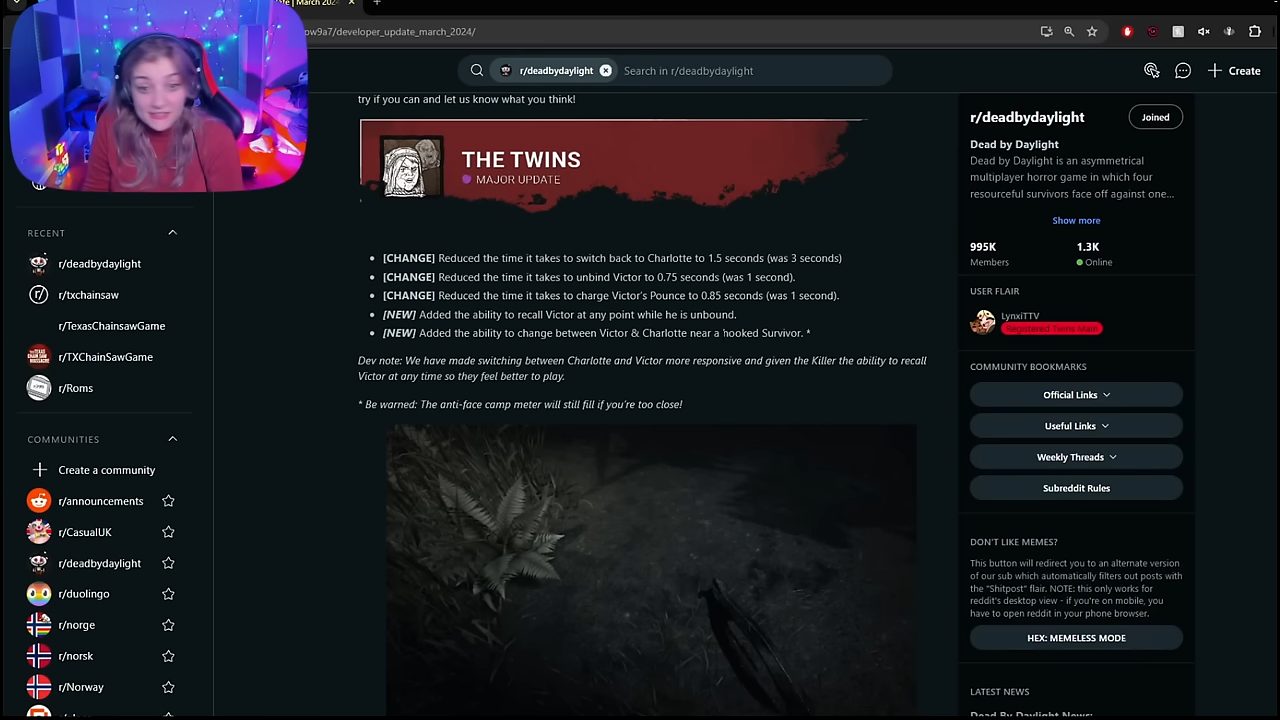 | March 2024
ow9a7/developer_update_march_2024/
r/deadbydaylight
Search in r/deadbydaylight
Create
RECENT
r/deadbydaylight
r/txchainsaw
r/TexasChainsawGame
r/TXChainSawGame
r/Roms
COMMUNITIES
Create a community
r/announcements
r/CasualUK
r/deadbydaylight
r/duolingo
r/norge
r/norsk
r/Norway
try if you can and let us know what you think!
THE TWINS
MAJOR UPDATE
• [CHANGE] Reduced the time it takes to switch back to Charlotte to 1.5 seconds (was 3 seconds)
• [CHANGE] Reduced the time it takes to unbind Victor to 0.75 seconds (was 1 second).
• [CHANGE] Reduced the time it takes to charge Victor's Pounce to 0.85 seconds (was 1 second).
• [NEW] Added the ability to recall Victor at any point while he is unbound.
• [NEW] Added the ability to change between Victor & Charlotte near a hooked Survivor. *
Dev note: We have made switching between Charlotte and Victor more responsive and given the Killer the ability to recall
Victor at any time so they feel better to play.
* Be warned: The anti-face camp meter will still fill if you're too close!
r/deadbydaylight
Joined
Dead by Daylight
Dead by Daylight is an asymmetrical
multiplayer horror game in which four
resourceful survivors face off against one...
Show more
995K
1.3K
Members
Online
USER FLAIR
LynxiTTV
Registered Twins Main
COMMUNITY BOOKMARKS
Official Links
Useful Links
Weekly Threads
Subreddit Rules
DON'T LIKE MEMES?
This button will redirect you to an alternate version
of our sub which automatically filters out posts with
the "Shitpost" flair. NOTE: this only works for
reddit's desktop view - if you're on mobile, you
have to open reddit in your phone browser.
HEX: MEMELESS MODE
LATEST NEWS
Dead By Daylight News: